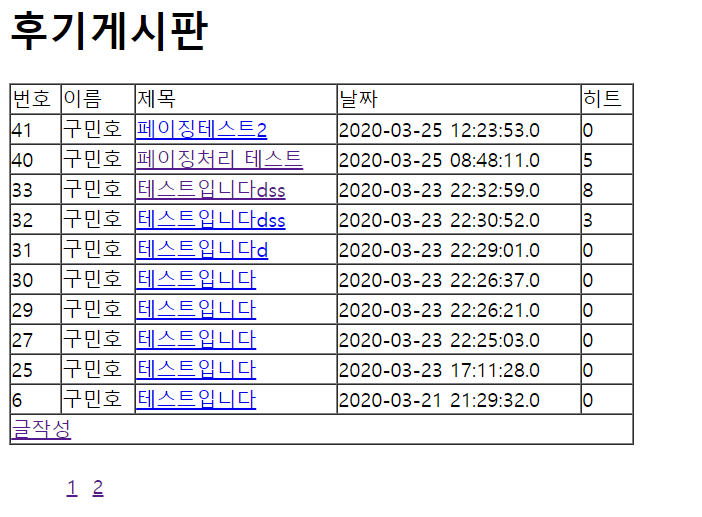 후기게시판
번호 이름 제목 날짜 히트
41 구민호 페이징테스트2 2020-03-25 12:23:53.0 0
40 구민호 페이징처리 테스트 2020-03-25 08:48:11.0 5
33 구민호 테스트입니다dss 2020-03-23 22:32:59.0 8
32 구민호 테스트입니다dss 2020-03-23 22:30:52.0 3
31 구민호 테스트입니다d 2020-03-23 22:29:01.0 0
30 구민호 테스트입니다 2020-03-23 22:26:37.0 0
29 구민호 테스트입니다 2020-03-23 22:26:21.0 0
27 구민호 테스트입니다 2020-03-23 22:25:03.0 0
25 구민호 테스트입니다 2020-03-23 17:11:28.0 0
6 구민호 테스트입니다 2020-03-21 21:29:32.0 0
글작성
1 2